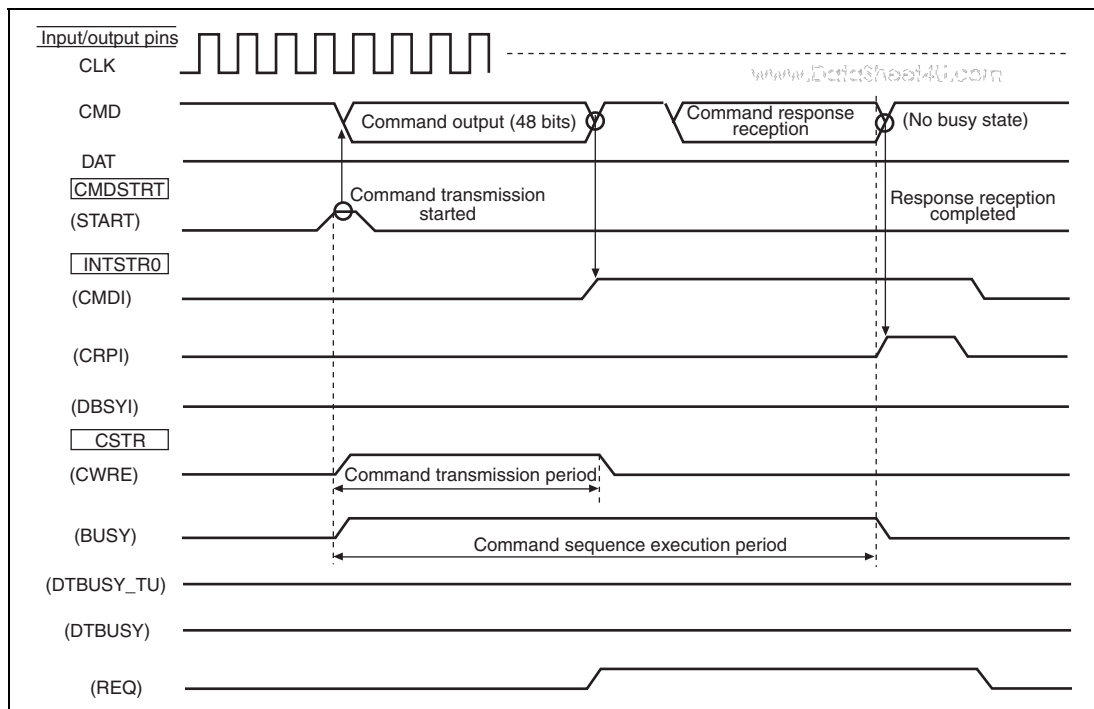 Input/output pins
CLK
www.DataSheet4U.com
CMD
Command output (48 bits)
Command response
reception
(No busy state)
DAT
CMDSTRT
(START)
Command transmission
started
Response reception
completed
INTSTR0
(CMDI)
(CRPI)
(DBSYI)
CSTR
(CWRE)
Command transmission period
(BUSY)
Command sequence execution period
(DTBUSY_TU)
(DTBUSY)
(REQ)